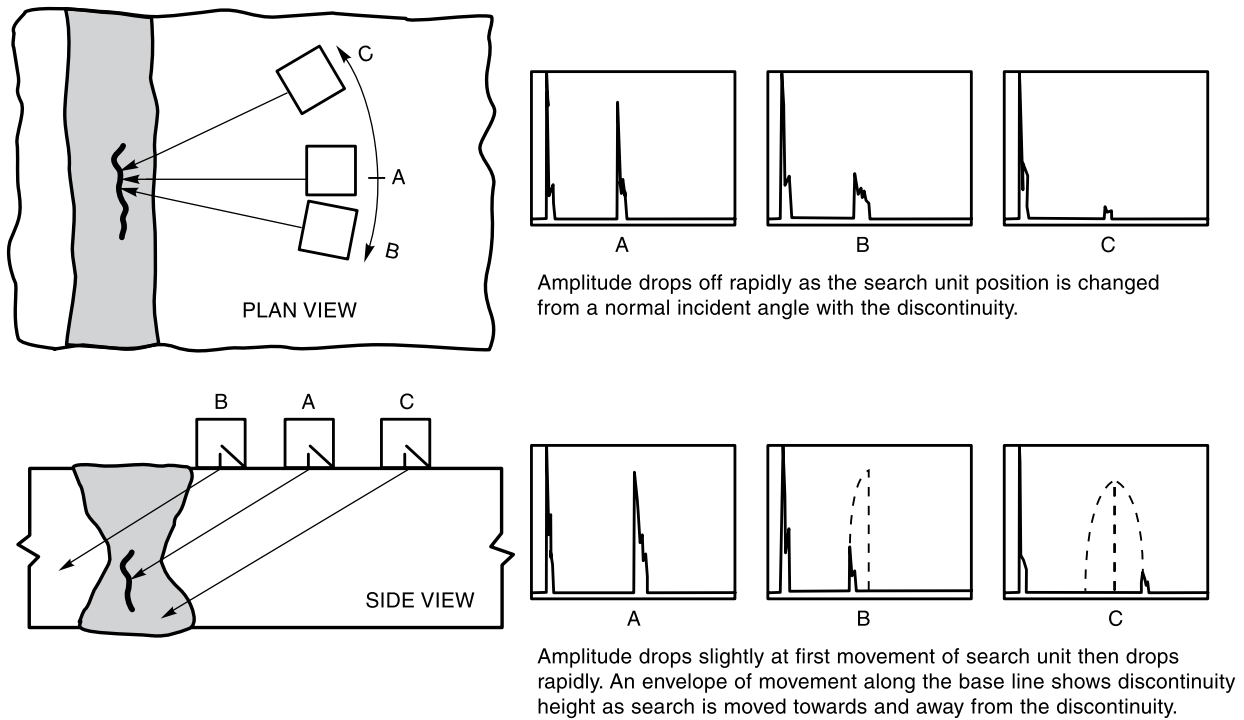 C
A
B
PLAN VIEW
A
B
C
Amplitude drops off rapidly as the search unit position is changed
from a normal incident angle with the discontinuity.
B
A
C
SIDE VIEW
A
B
C
Amplitude drops slightly at first movement of search unit then drops
rapidly. An envelope of movement along the base line shows discontinuity
height as search is moved towards and away from the discontinuity.